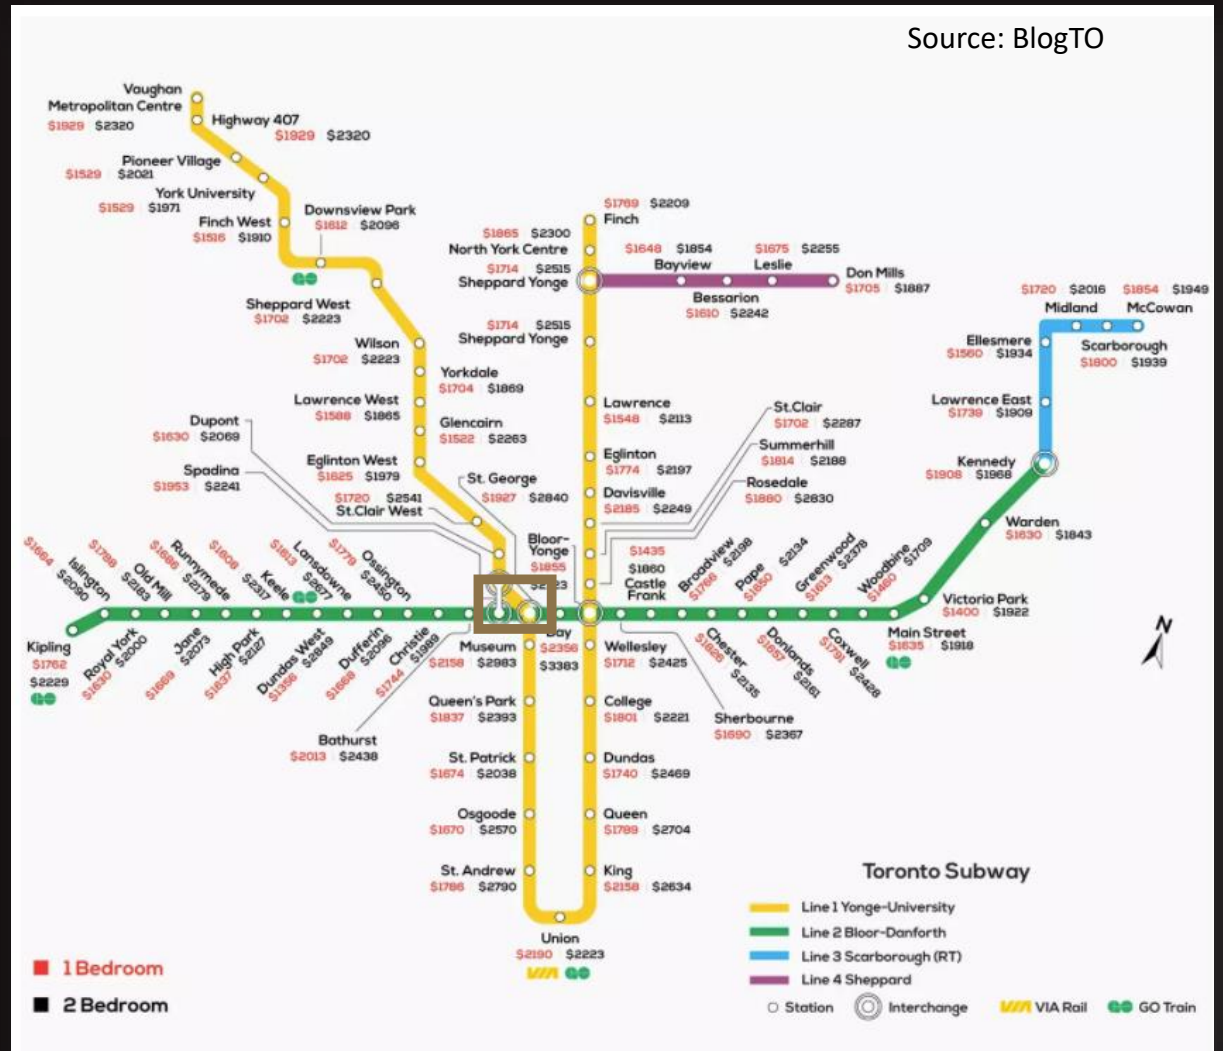 Source: BlogTO
Vaughan
Metropolitan Centre
$1929 $2320
Highway 407
$1929 $2320
Pioneer Village
$1529 $2021
York University
$1529 $1971
Finch West
$1516 $1910
Downsview Park
$1612 $2096
GO
Sheppard West
$1702 $2223
Wilson
$1702 $2223
Yorkdale
$1704 $1869
Lawrence West
$1588 $1865
Glencairn
$1522 $2263
Eglinton West
$1625 $1979
$1720 $2541
St.Clair West
Dupont
$1630 $2069
Spadina
$1953 $2241
St. George
$1927 $2840
$1769 $2209
Finch
$1865 $2300
North York Centre
$1714 $2515
Sheppard Yonge
$1648 $1854
Bayview
Bessarion
$1610 $2242
$1675 $2255
Leslie
Don Mills
$1705 $1887
$1714 $2515
Sheppard Yonge
Lawrence
$1548 $2113
Eglinton
$1774 $2197
Davisville
$2185 $2249
St.Clair
$1702 $2287
Summerhill
$1814 $2188
Rosedale
$1880 $2830
Bloor-
Yonge
$1855
$1435
$1860
Castle
Frank
$1720 $2016
Midland
$1854 $1949
McCowan
Scarborough
$1800 $1939
Ellesmere
$1560 $1934
Lawrence East
$1739 $1909
Kennedy
$1908 $1968
Warden
$1630 $1843
Victoria Park
$1400 $1922
Main Street
$1635 $1918
GO
Kipling
$1762
$2229
GO
$1664
Islington
$2090
Royal York
$1630 $2000
$1788
Old Mill
$2183
Jane
$1669 $2073
$1686
Runnymede
$2179
High Park
$1837 $2127
$1608
Keele
$2317
Dundas West
$1356 $2849
$1613
Lansdowne
$2677
GO
Dufferin
$1668 $2096
$1779
Ossington
$2450
Christie
$1744 $1989
Bathurst
$2013 $2438
Bay
$2356
$3383
Broadview
$1766 $2198
Chester
$1626 $2135
Pape
$1650 $2134
Donlands
$1657 $2161
Greenwood
$1613 $2378
Coxwell
$1791 $2428
Woodbine
$1460 $1709
Sherbourne
$1690 $2367
Museum
$2158 $2983
Queen's Park
$1837 $2393
St. Patrick
$1674 $2038
Osgoode
$1670 $2570
St. Andrew
$1786 $2790
Wellesley
$1712 $2425
College
$1801 $2221
Dundas
$1740 $2469
Queen
$1789 $2704
King
$2158 $2634
Union
$2190 $2223
VIA GO
N
1 Bedroom
2 Bedroom
Toronto Subway
Line 1 Yonge-University
Line 2 Bloor-Danforth
Line 3 Scarborough (RT)
Line 4 Sheppard
Station
Interchange
VIA VIA Rail
GO GO Train